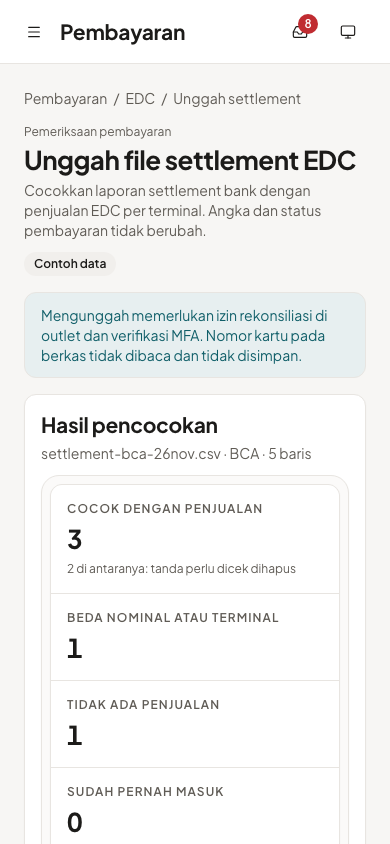 Pembayaran
8
Pembayaran / EDC / Unggah settlement
Pemeriksaan pembayaran
Unggah file settlement EDC
Cocokkan laporan settlement bank dengan
penjualan EDC per terminal. Angka dan status
pembayaran tidak berubah.
Contoh data
Mengunggah memerlukan izin rekonsiliasi di
outlet dan verifikasi MFA. Nomor kartu pada
berkas tidak dibaca dan tidak disimpan.
Hasil pencocokan
settlement-bca-26nov.csv · BCA · 5 baris
COCOK DENGAN PENJUALAN
3
2 di antaranya: tanda perlu dicek dihapus
BEDA NOMINAL ATAU TERMINAL
1
TIDAK ADA PENJUALAN
1
SUDAH PERNAH MASUK
0